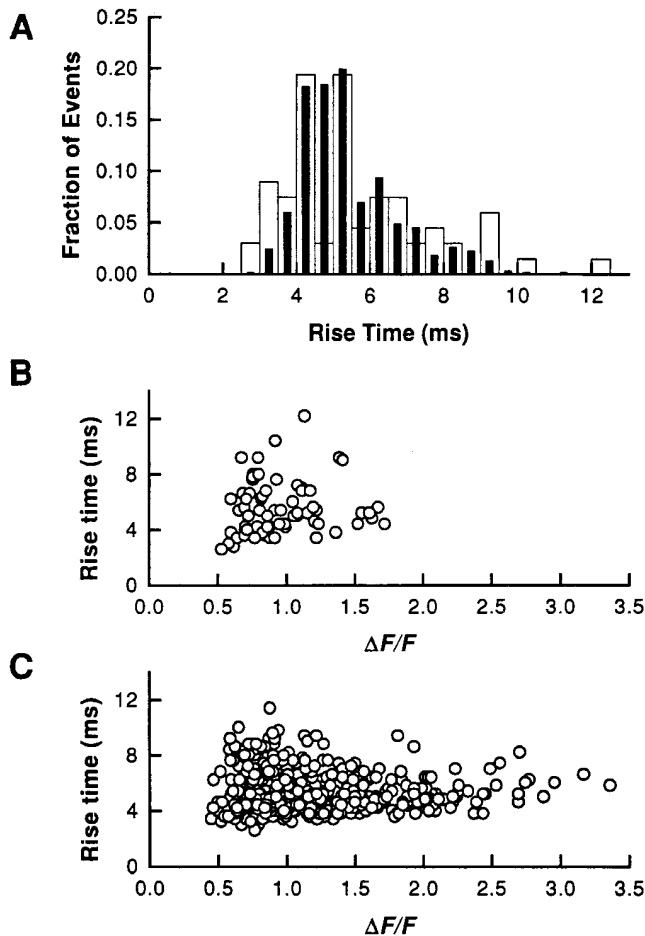 A
0.25
0.20
0.15
0.10
0.05
0.00
Fraction of Events
0 2 4 6 8 10 12
Rise Time (ms)
B
12
8
4
0
Rise time (ms)
0.0 0.5 1.0 1.5 2.0 2.5 3.0 3.5
ΔF/F
C
12
8
4
0
Rise time (ms)
0.0 0.5 1.0 1.5 2.0 2.5 3.0 3.5
ΔF/F